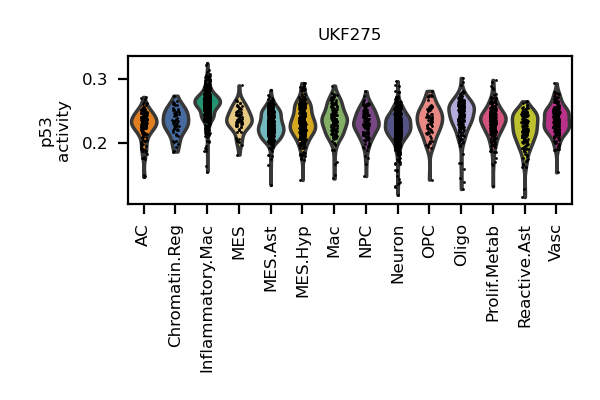 UKF275
p53
activity
0.3
0.2
AC
Chromatin.Reg
Inflammatory.Mac
MES
MES.Ast
MES.Hyp
Mac
NPC
Neuron
OPC
Oligo
Prolif.Metab
Reactive.Ast
Vasc